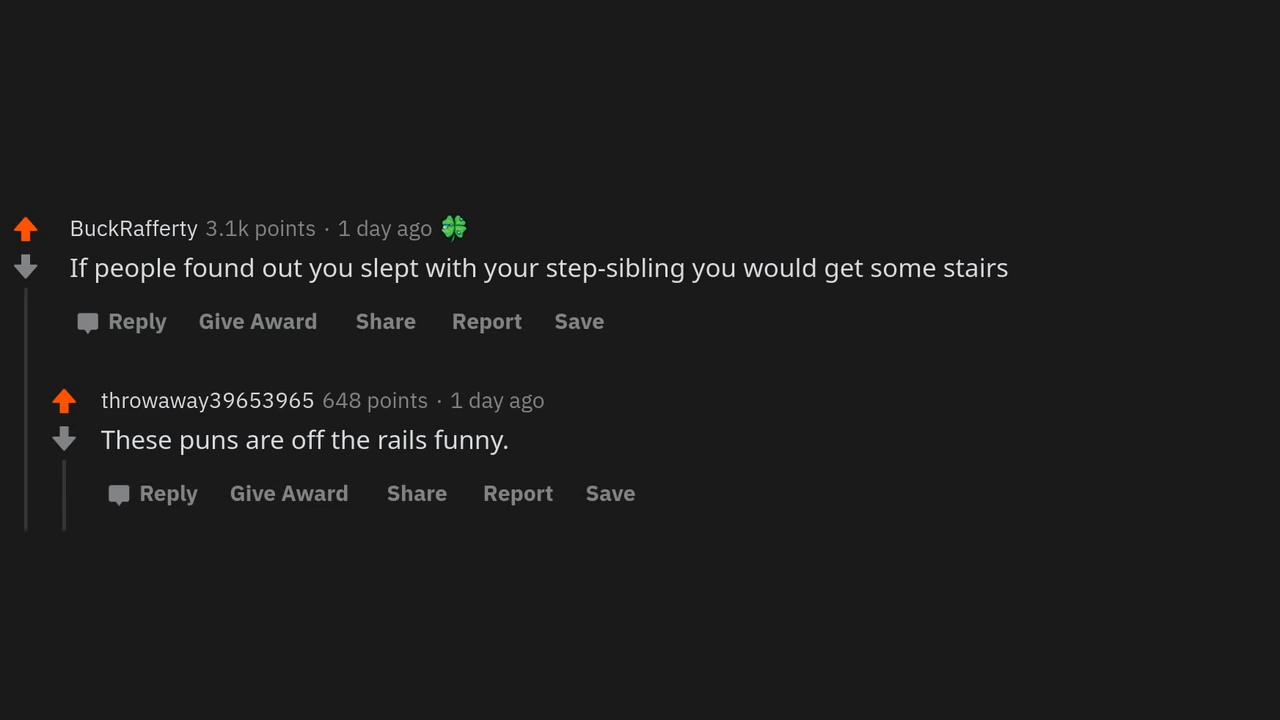 BuckRafferty 3.1k points · 1 day ago
If people found out you slept with your step-sibling you would get some stairs
Reply Give Award Share Report Save
throwaway39653965 648 points · 1 day ago
These puns are off the rails funny.
Reply Give Award Share Report Save